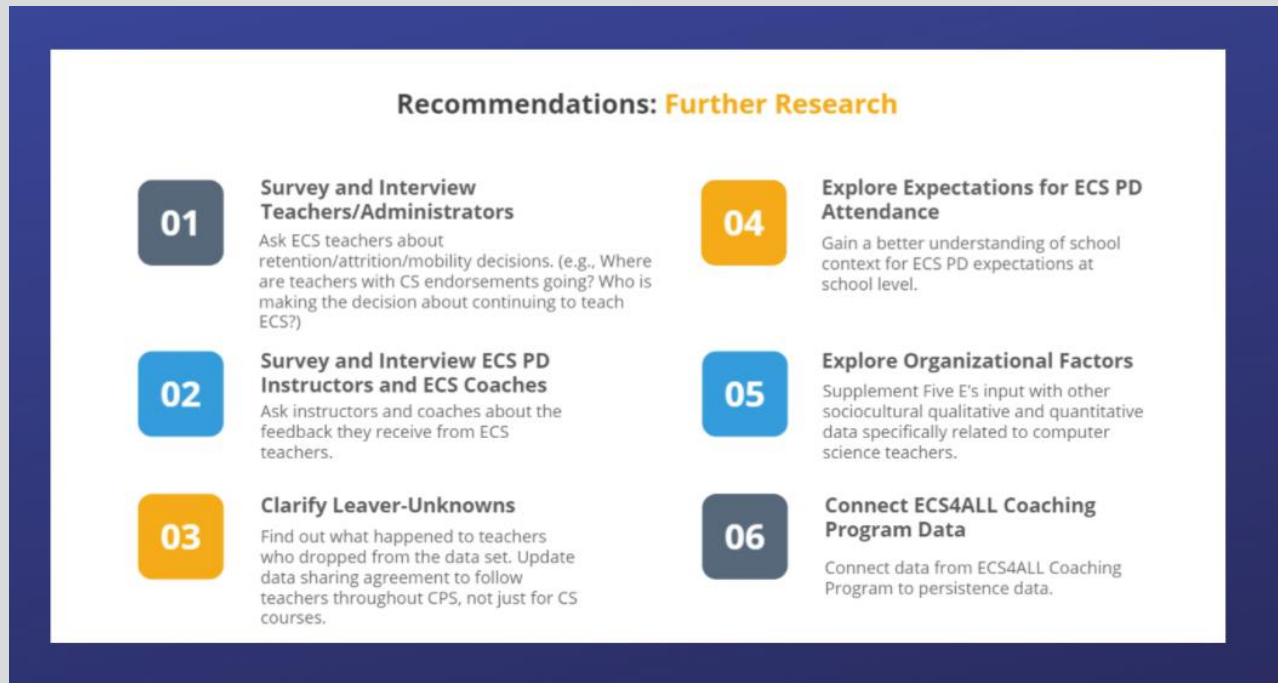 Recommendations: Further Research
01
Survey and Interview
Teachers/Administrators
Ask ECS teachers about
retention/attrition/mobility decisions. (e.g., Where
are teachers with CS endorsements going? Who is
making the decision about continuing to teach
ECS?)
02
Survey and Interview ECS PD
Instructors and ECS Coaches
Ask instructors and coaches about the
feedback they receive from ECS
teachers.
03
Clarify Leaver-Unknowns
Find out what happened to teachers
who dropped from the data set. Update
data sharing agreement to follow
teachers throughout CPS, not just for CS
courses.
04
Explore Expectations for ECS PD
Attendance
Gain a better understanding of school
context for ECS PD expectations at
school level.
05
Explore Organizational Factors
Supplement Five E's input with other
sociocultural qualitative and quantitative
data specifically related to computer
science teachers.
06
Connect ECS4ALL Coaching
Program Data
Connect data from ECS4ALL Coaching
Program to persistence data.